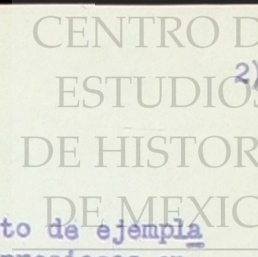 CENTRO D
2)
ESTUDIO
DE HISTOR
DE MEXIC
to de ejempla